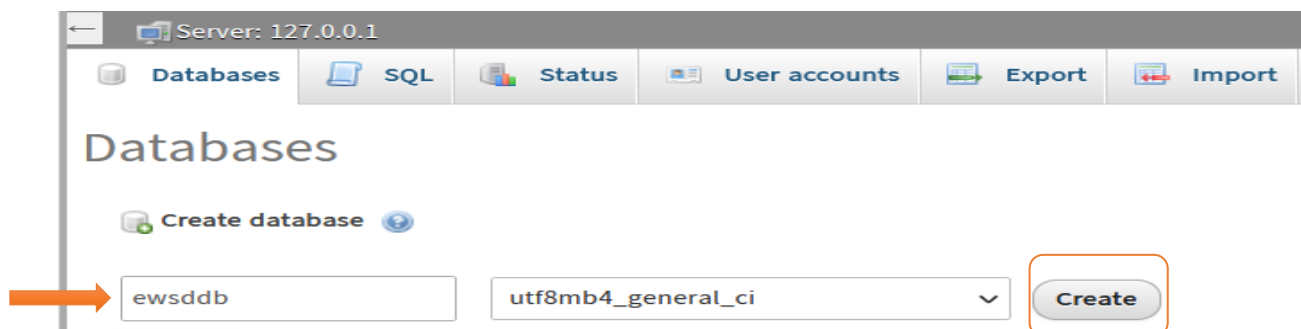 Server: 127.0.0.1
Databases SQL Status User accounts Export Import
Databases
Create database
ewsddb utf8mb4_general_ci Create